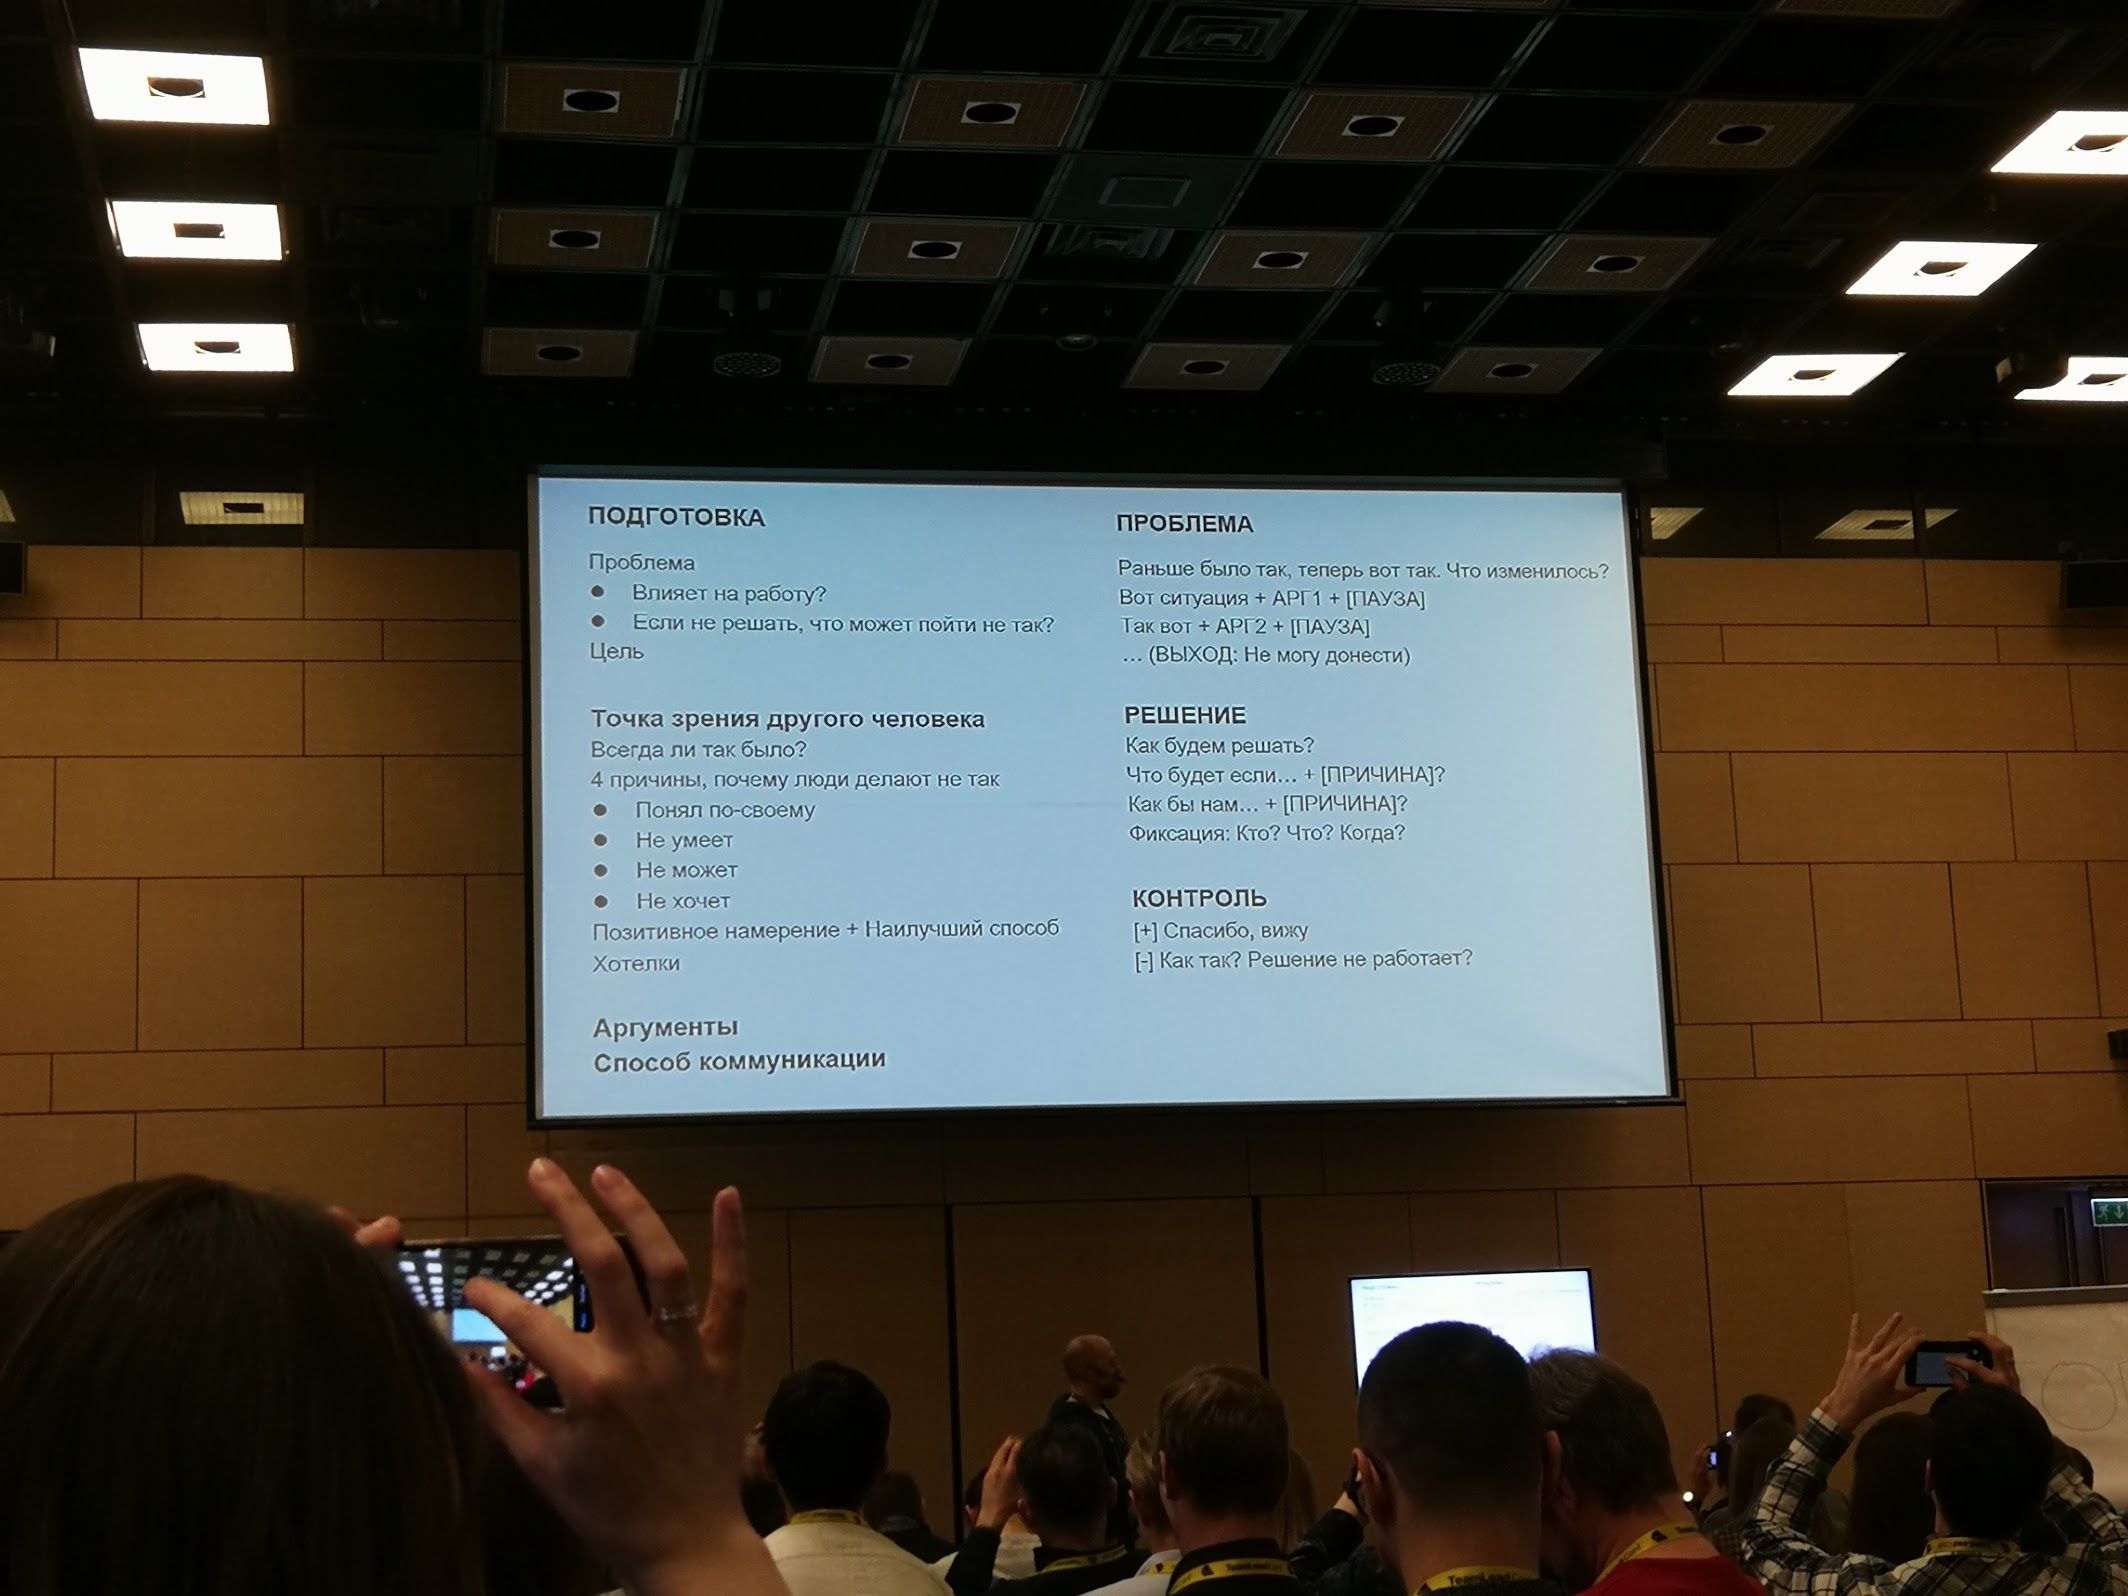 ПОДГОТОВКА
Проблема
● Влияет на работу?
● Если не решать, что может пойти не так?
Цель
Точка зрения другого человека
Всегда ли так было?
4 причины, почему люди делают не так
● Понял по-своему
● Не умеет
● Не может
● Не хочет
Позитивное намерение + Наилучший способ
Хотелки
Аргументы
Способ коммуникации
ПРОБЛЕМА
Раньше было так, теперь вот так. Что изменилось?
Вот ситуация + АРГ1 + [ПАУЗА]
Так вот + АРГ2 + [ПАУЗА]
... (ВЫХОД: Не могу донести)
РЕШЕНИЕ
Как будем решать?
Что будет если... + [ПРИЧИНА]?
Как бы нам... + [ПРИЧИНА]?
Фиксация: Кто? Что? Когда?
КОНТРОЛЬ
[+] Спасибо, вижу
[-] Как так? Решение не работает?
TeamLead
TeamLead